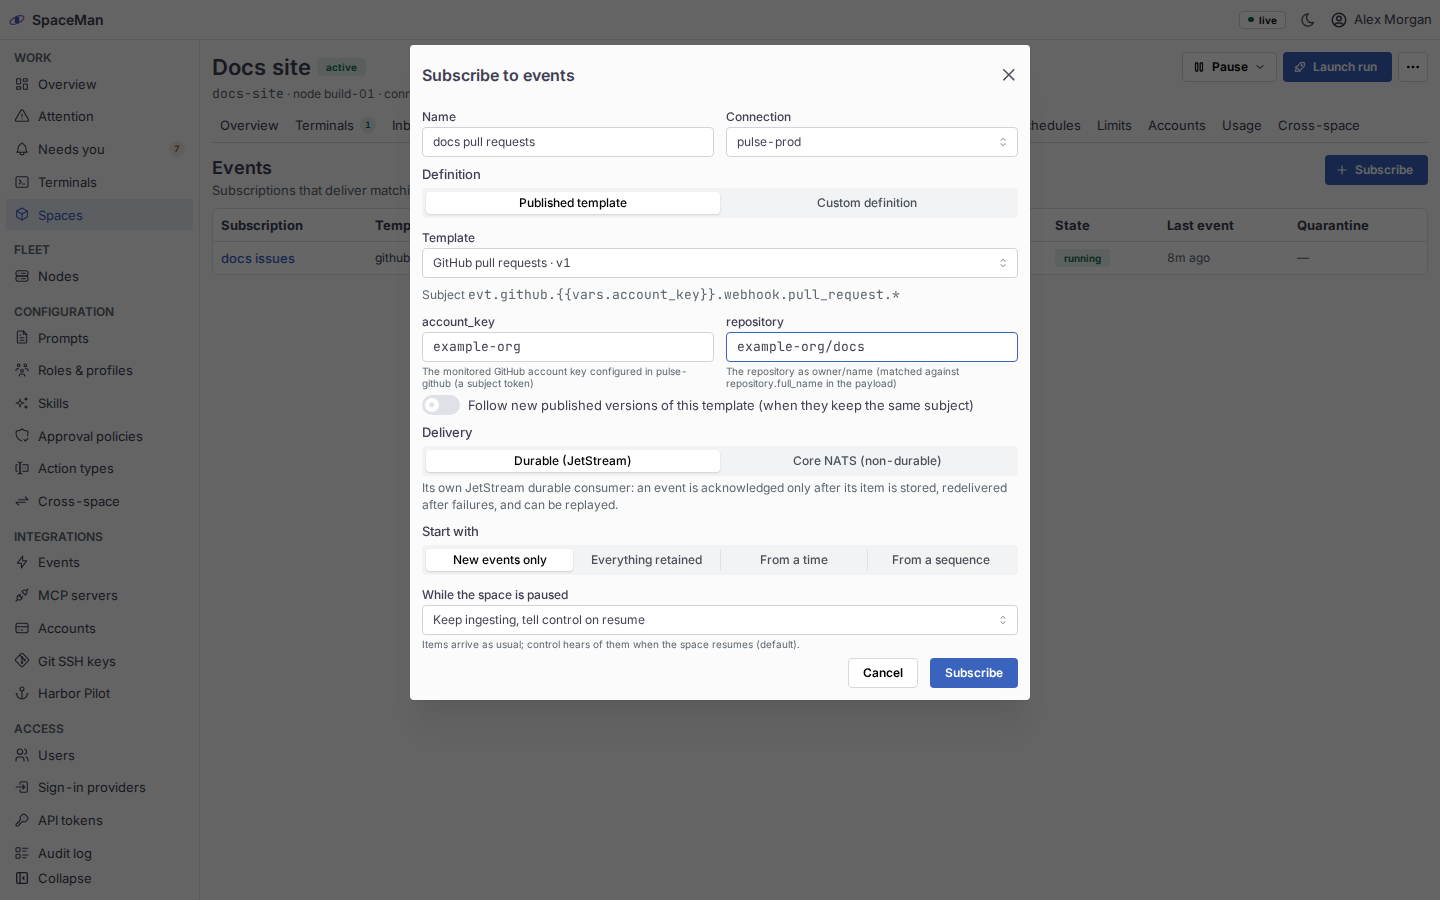 SpaceMan
live
Alex Morgan
WORK
Overview
Attention
Needs you
7
Terminals
Spaces
FLEET
Nodes
CONFIGURATION
Prompts
Roles & profiles
Skills
Approval policies
Action types
Cross-space
INTEGRATIONS
Events
MCP servers
Accounts
Git SSH keys
Harbor Pilot
ACCESS
Users
Sign-in providers
API tokens
Audit log
Collapse
Docs site
active
Pause
Launch run
docs-site · node build-01 ·
Overview
Terminals
1
Limits
Accounts
Usage
Cross-space
Events
Subscribe
Subscriptions that deliver
Subscription
State
Last event
Quarantine
docs issues
github
running
8m ago
—
Subscribe to events
Name
Connection
docs pull requests
pulse-prod
Definition
Published template
Custom definition
Template
GitHub pull requests · v1
Subject evt.github.{{vars.account_key}}.webhook.pull_request.*
account_key
repository
example-org
example-org/docs
The monitored GitHub account key configured in pulse-
github (a subject token)
The repository as owner/name (matched against
repository.full_name in the payload)
Follow new published versions of this template (when they keep the same subject)
Delivery
Durable (JetStream)
Core NATS (non-durable)
Its own JetStream durable consumer: an event is acknowledged only after its item is stored, redelivered
after failures, and can be replayed.
Start with
New events only
Everything retained
From a time
From a sequence
While the space is paused
Keep ingesting, tell control on resume
Items arrive as usual; control hears of them when the space resumes (default).
Cancel
Subscribe